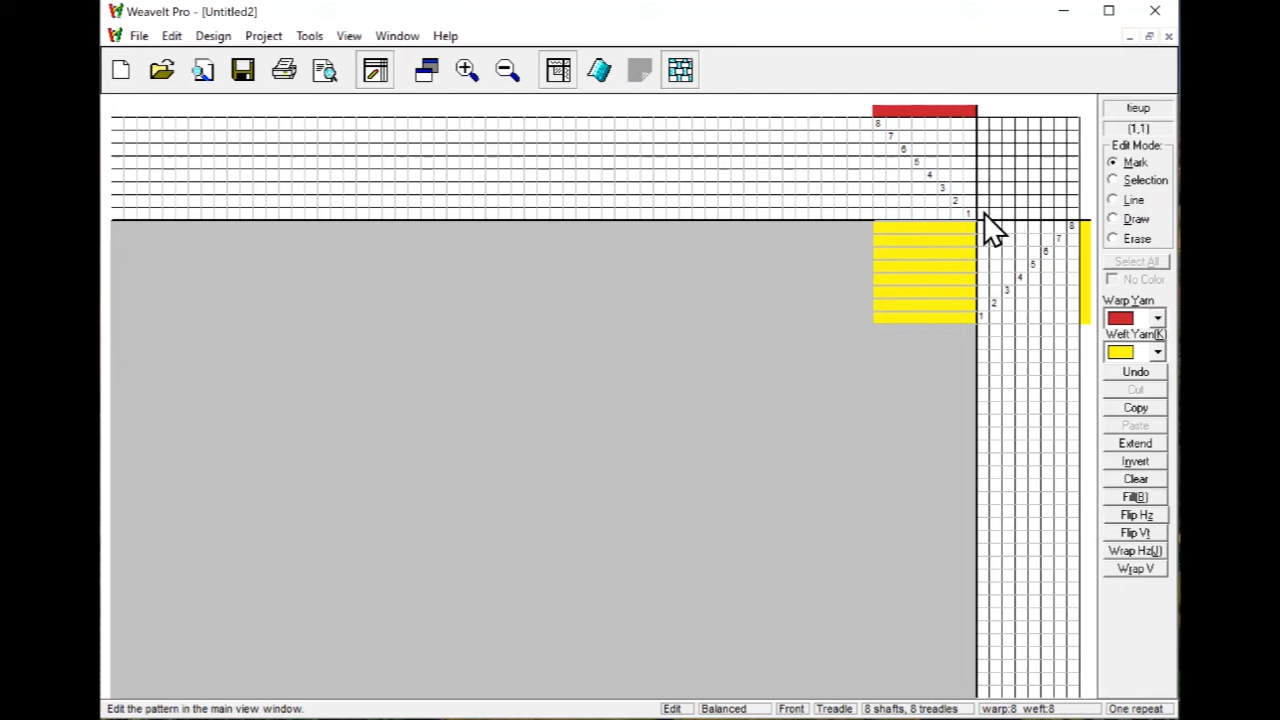 WeaveIt Pro - [Untitled2]
File Edit Design Project Tools View Window Help
tieup
(1,1)
Edit Mode:
Mark
Selection
Line
Draw
Erase
Select All
No Color
Warp Yarn
Weft Yarn(K
Undo
Cut
Copy
Paste
Extend
Invert
Clear
Fill(B)
Flip Hz
Flip Vt
Wrap Hz(J)
Wrap V
8
7
6
5
4
3
2
1
8
7
6
5
4
3
2
1
Edit the pattern in the main view window. Edit Balanced Front Treadle 8 shafts, 8 treadles warp:8 weft:8 One repeat